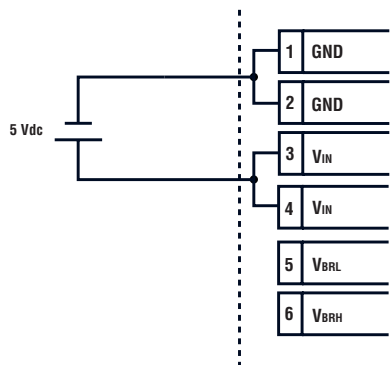 1 GND
2 GND
5 Vdc
3 VIN
4 VIN
5 VBRL
6 VBRH